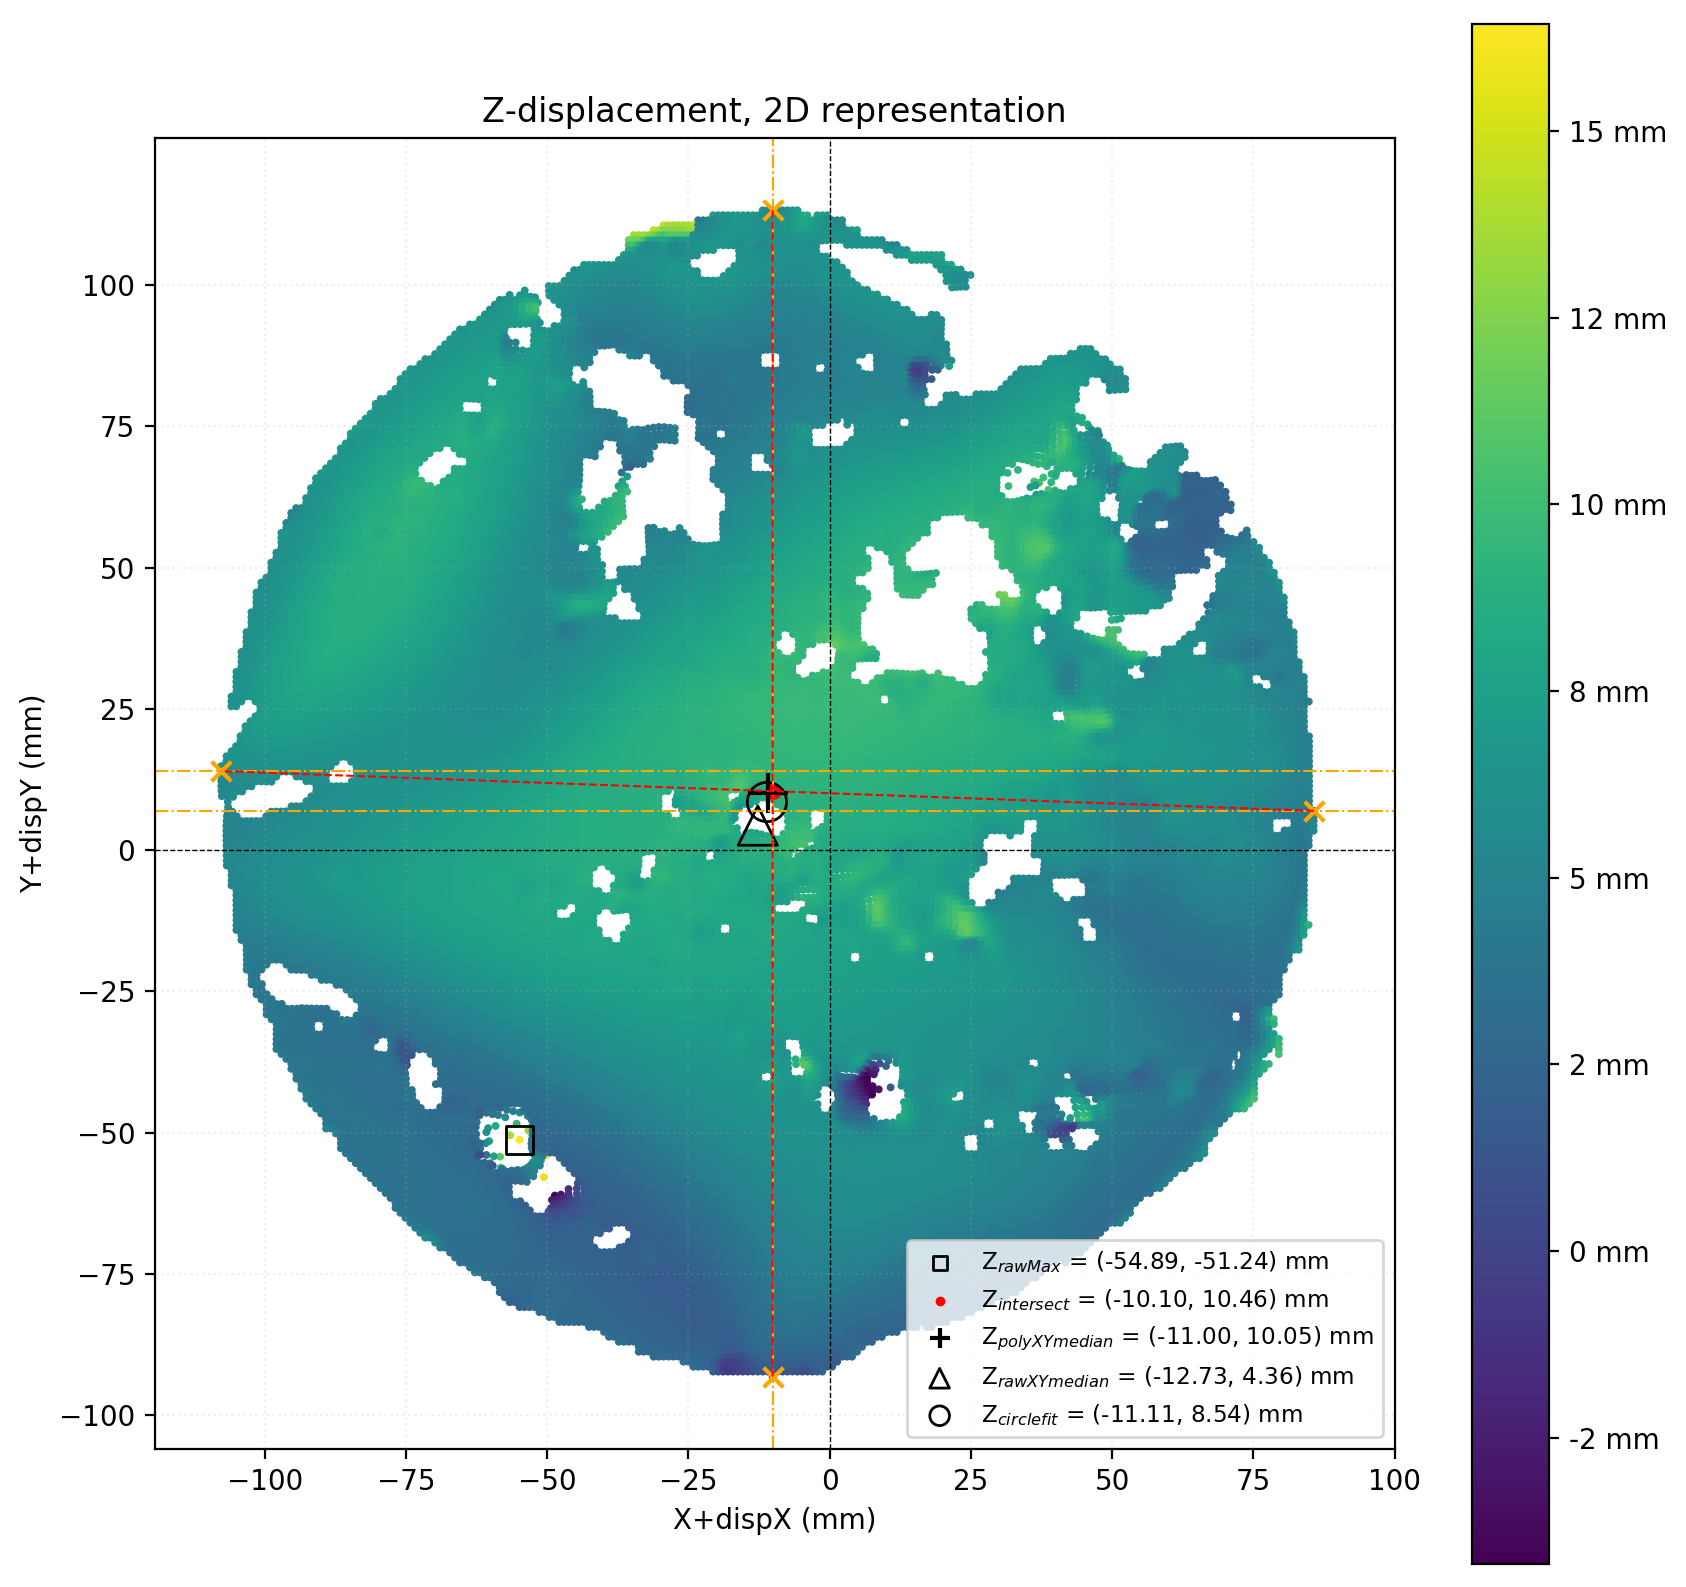 Z-displacement, 2D representation
15 mm
12 mm
10 mm
8 mm
5 mm
2 mm
0 mm
-2 mm
100
75
50
25
0
−25
−50
−75
−100
Y+dispY (mm)
Z_rawMax = (-54.89, -51.24) mm
Z_intersect = (-10.10, 10.46) mm
Z_polyXYmedian = (-11.00, 10.05) mm
Z_rawXYmedian = (-12.73, 4.36) mm
Z_circlefit = (-11.11, 8.54) mm
−100 −75 −50 −25 0 25 50 75 100
X+dispX (mm)